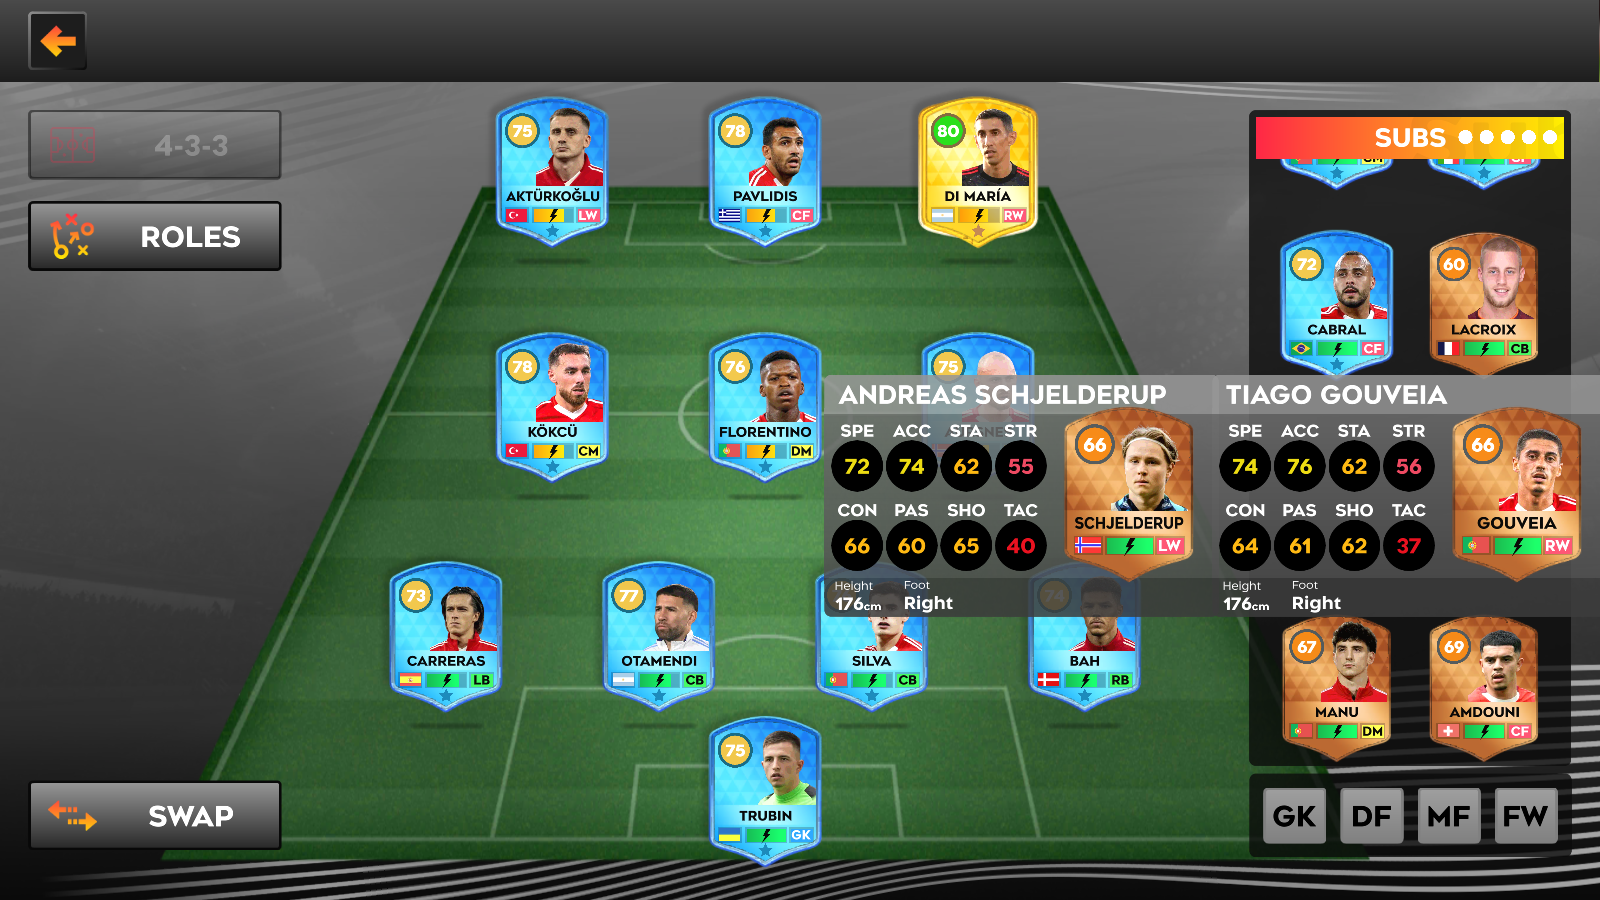 4-3-3
ROLES
SWAP
75
AKTÜRKOĞLU
LW
78
PAVLIDIS
CF
80
DI MARÍA
RW
78
KÖKCÜ
CM
76
FLORENTINO
DM
75
73
CARRERAS
LB
77
OTAMENDI
CB
SILVA
CB
74
BAH
RB
75
TRUBIN
GK
ANDREAS SCHJELDERUP
SPE ACC STA STR
72 74 62 55
CON PAS SHO TAC
66 60 65 40
Height Foot
176cm Right
66
SCHJELDERUP
LW
TIAGO GOUVEIA
SPE ACC STA STR
74 76 62 56
CON PAS SHO TAC
64 61 62 37
Height Foot
176cm Right
66
GOUVEIA
RW
SUBS
72
CABRAL
CF
60
LACROIX
CB
67
MANU
DM
69
AMDOUNI
CF
GK DF MF FW